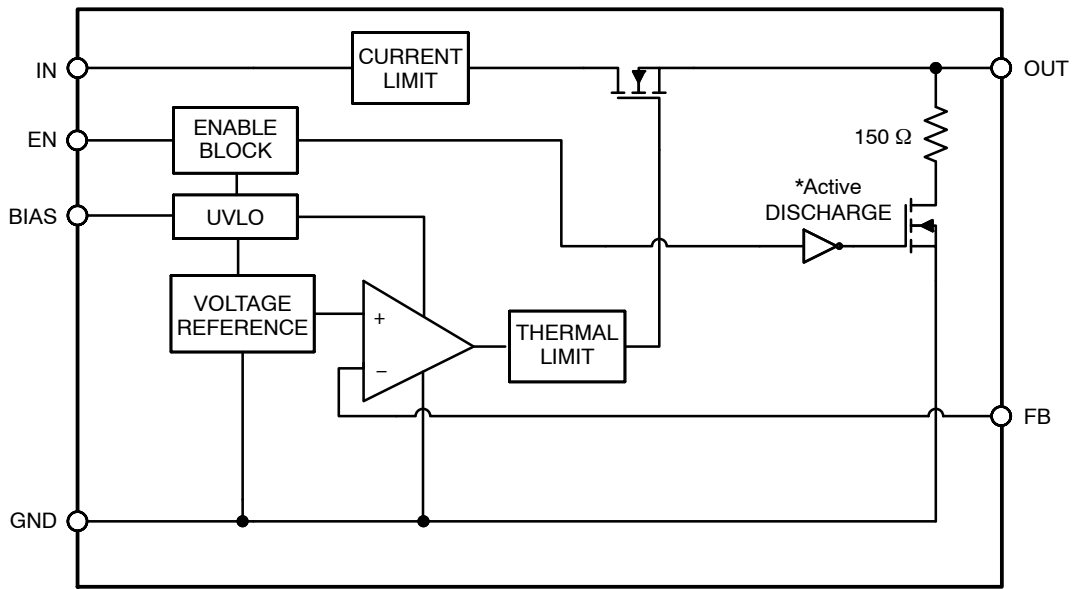 IN
CURRENT
LIMIT
OUT
EN
ENABLE
BLOCK
150 Ω
BIAS
UVLO
*Active
DISCHARGE
VOLTAGE
REFERENCE
+
−
THERMAL
LIMIT
FB
GND